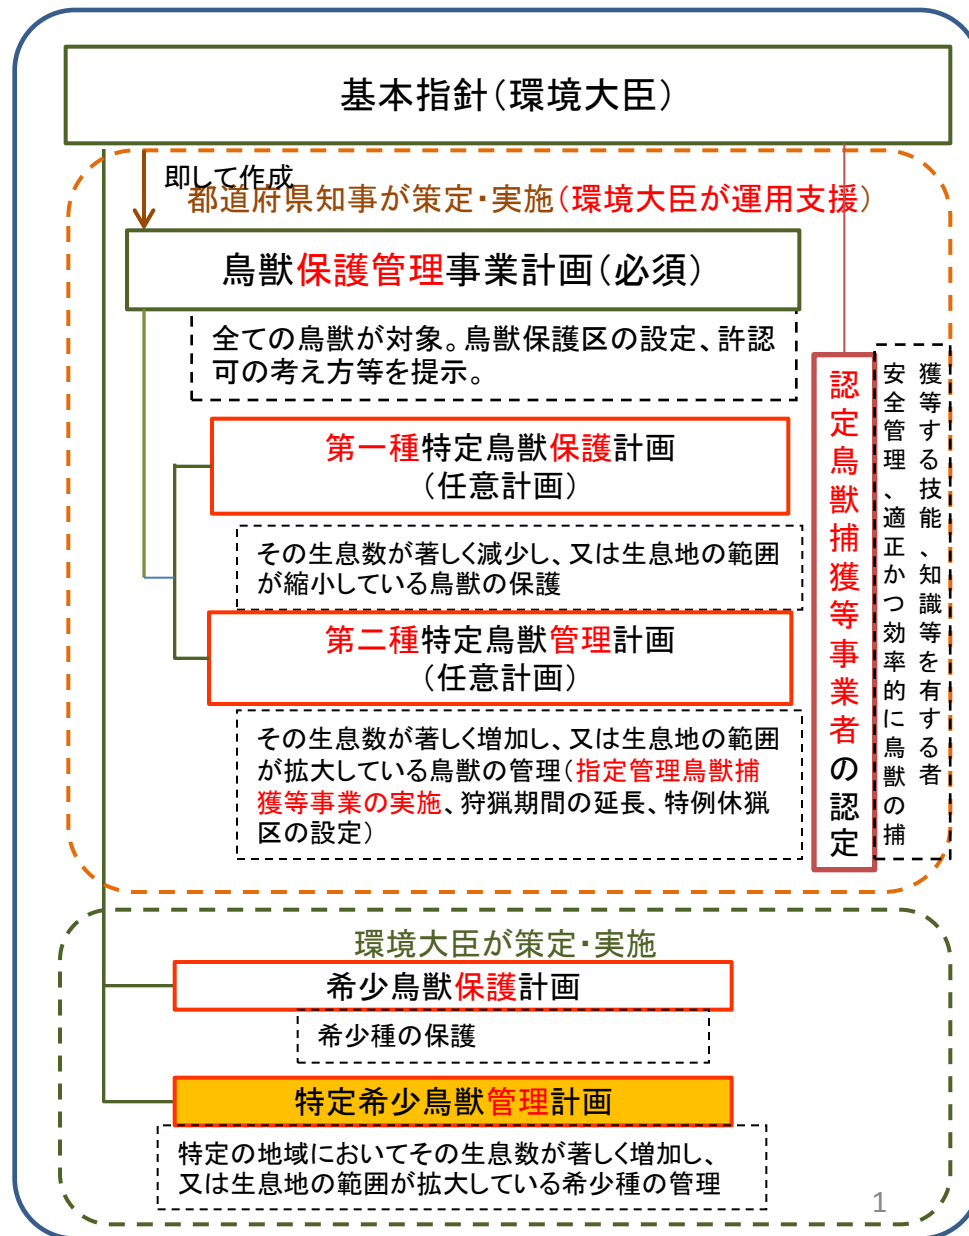 基本指針(環境大臣)
即して作成
都道府県知事が策定・実施(環境大臣が運用支援)
鳥獣保護管理事業計画(必須)
全ての鳥獣が対象。鳥獣保護区の設定、許認
可の考え方等を提示。
第一種特定鳥獣保護計画
(任意計画)
その生息数が著しく減少し、又は生息地の範囲
が縮小している鳥獣の保護
第二種特定鳥獣管理計画
(任意計画)
その生息数が著しく増加し、又は生息地の範囲
が拡大している鳥獣の管理(指定管理鳥獣捕
獲等事業の実施、狩猟期間の延長、特例休猟
区の設定)
認定鳥獣捕獲等事業者の認定
安全管理、適正かつ効率的に鳥獣の捕
獲等する技能、知識等を有する者
環境大臣が策定・実施
希少鳥獣保護計画
希少種の保護
特定希少鳥獣管理計画
特定の地域においてその生息数が著しく増加し、
又は生息地の範囲が拡大している希少種の管理
1